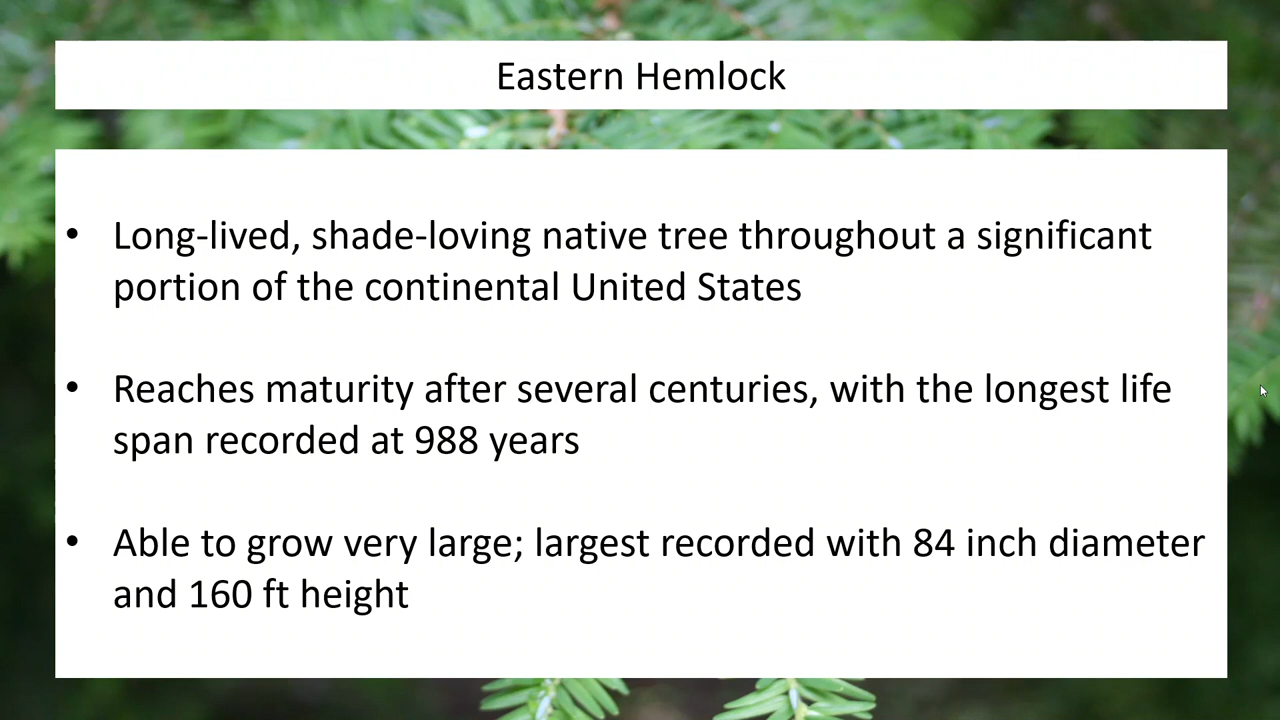 Eastern Hemlock
• Long-lived, shade-loving native tree throughout a significant
portion of the continental United States
• Reaches maturity after several centuries, with the longest life
span recorded at 988 years
• Able to grow very large; largest recorded with 84 inch diameter
and 160 ft height